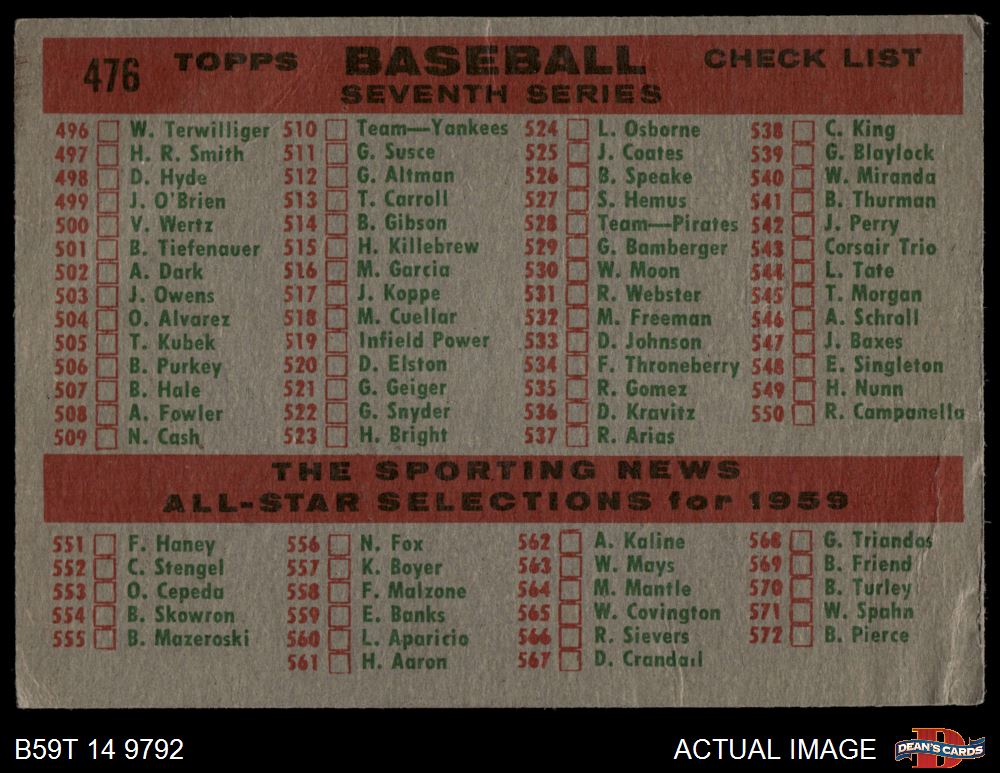 476 TOPPS BASEBALL CHECK LIST
SEVENTH SERIES
496 W. Terwilliger 510 Team—Yankees 524 L. Osborne 538 C. King
497 H. R. Smith 511 G. Susce 525 J. Coates 539 G. Blaylock
498 D. Hyde 512 G. Altman 526 B. Speake 540 W. Miranda
499 J. O'Brien 513 T. Carroll 527 S. Hemus 541 B. Thurman
500 V. Wertz 514 B. Gibson 528 Team—Pirates 542 J. Perry
501 B. Tiefenauer 515 H. Killebrew 529 G. Bamberger 543 Corsair Trio
502 A. Dark 516 M. Garcia 530 W. Moon 544 L. Tate
503 J. Owens 517 J. Koppe 531 R. Webster 545 T. Morgan
504 O. Alvarez 518 M. Cuellar 532 M. Freeman 546 A. Schroll
505 T. Kubek 519 Infield Power 533 D. Johnson 547 J. Baxes
506 B. Purkey 520 D. Elston 534 F. Throneberry 548 E. Singleton
507 B. Hale 521 G. Geiger 535 R. Gomez 549 H. Nunn
508 A. Fowler 522 G. Snyder 536 D. Kravitz 550 R. Campanella
509 N. Cash 523 H. Bright 537 R. Arias
THE SPORTING NEWS
ALL-STAR SELECTIONS for 1959
551 F. Haney 556 N. Fox 562 A. Kaline 568 G. Triandos
552 C. Stengel 557 K. Boyer 563 W. Mays 569 B. Friend
553 O. Cepeda 558 F. Malzone 564 M. Mantle 570 B. Turley
554 B. Skowron 559 E. Banks 565 W. Covington 571 W. Spahn
555 B. Mazeroski 560 L. Aparicio 566 R. Sievers 572 B. Pierce
561 H. Aaron 567 D. Crandall
B59T 14 9792 ACTUAL IMAGE DEAN'S CARDS